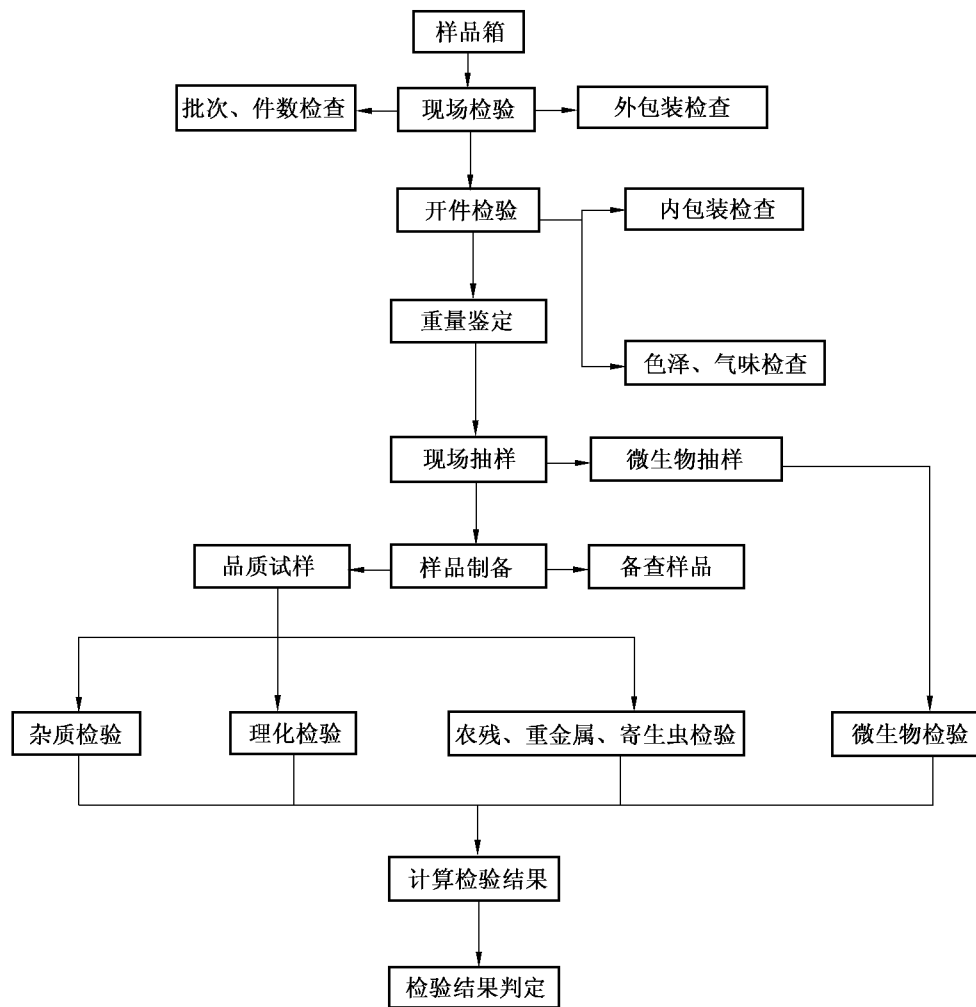 样品箱
批次、件数检查
现场检验
外包装检查
开件检验
内包装检查
重量鉴定
色泽、气味检查
现场抽样
微生物抽样
品质试样
样品制备
备查样品
杂质检验
理化检验
农残、重金属、寄生虫检验
微生物检验
计算检验结果
检验结果判定